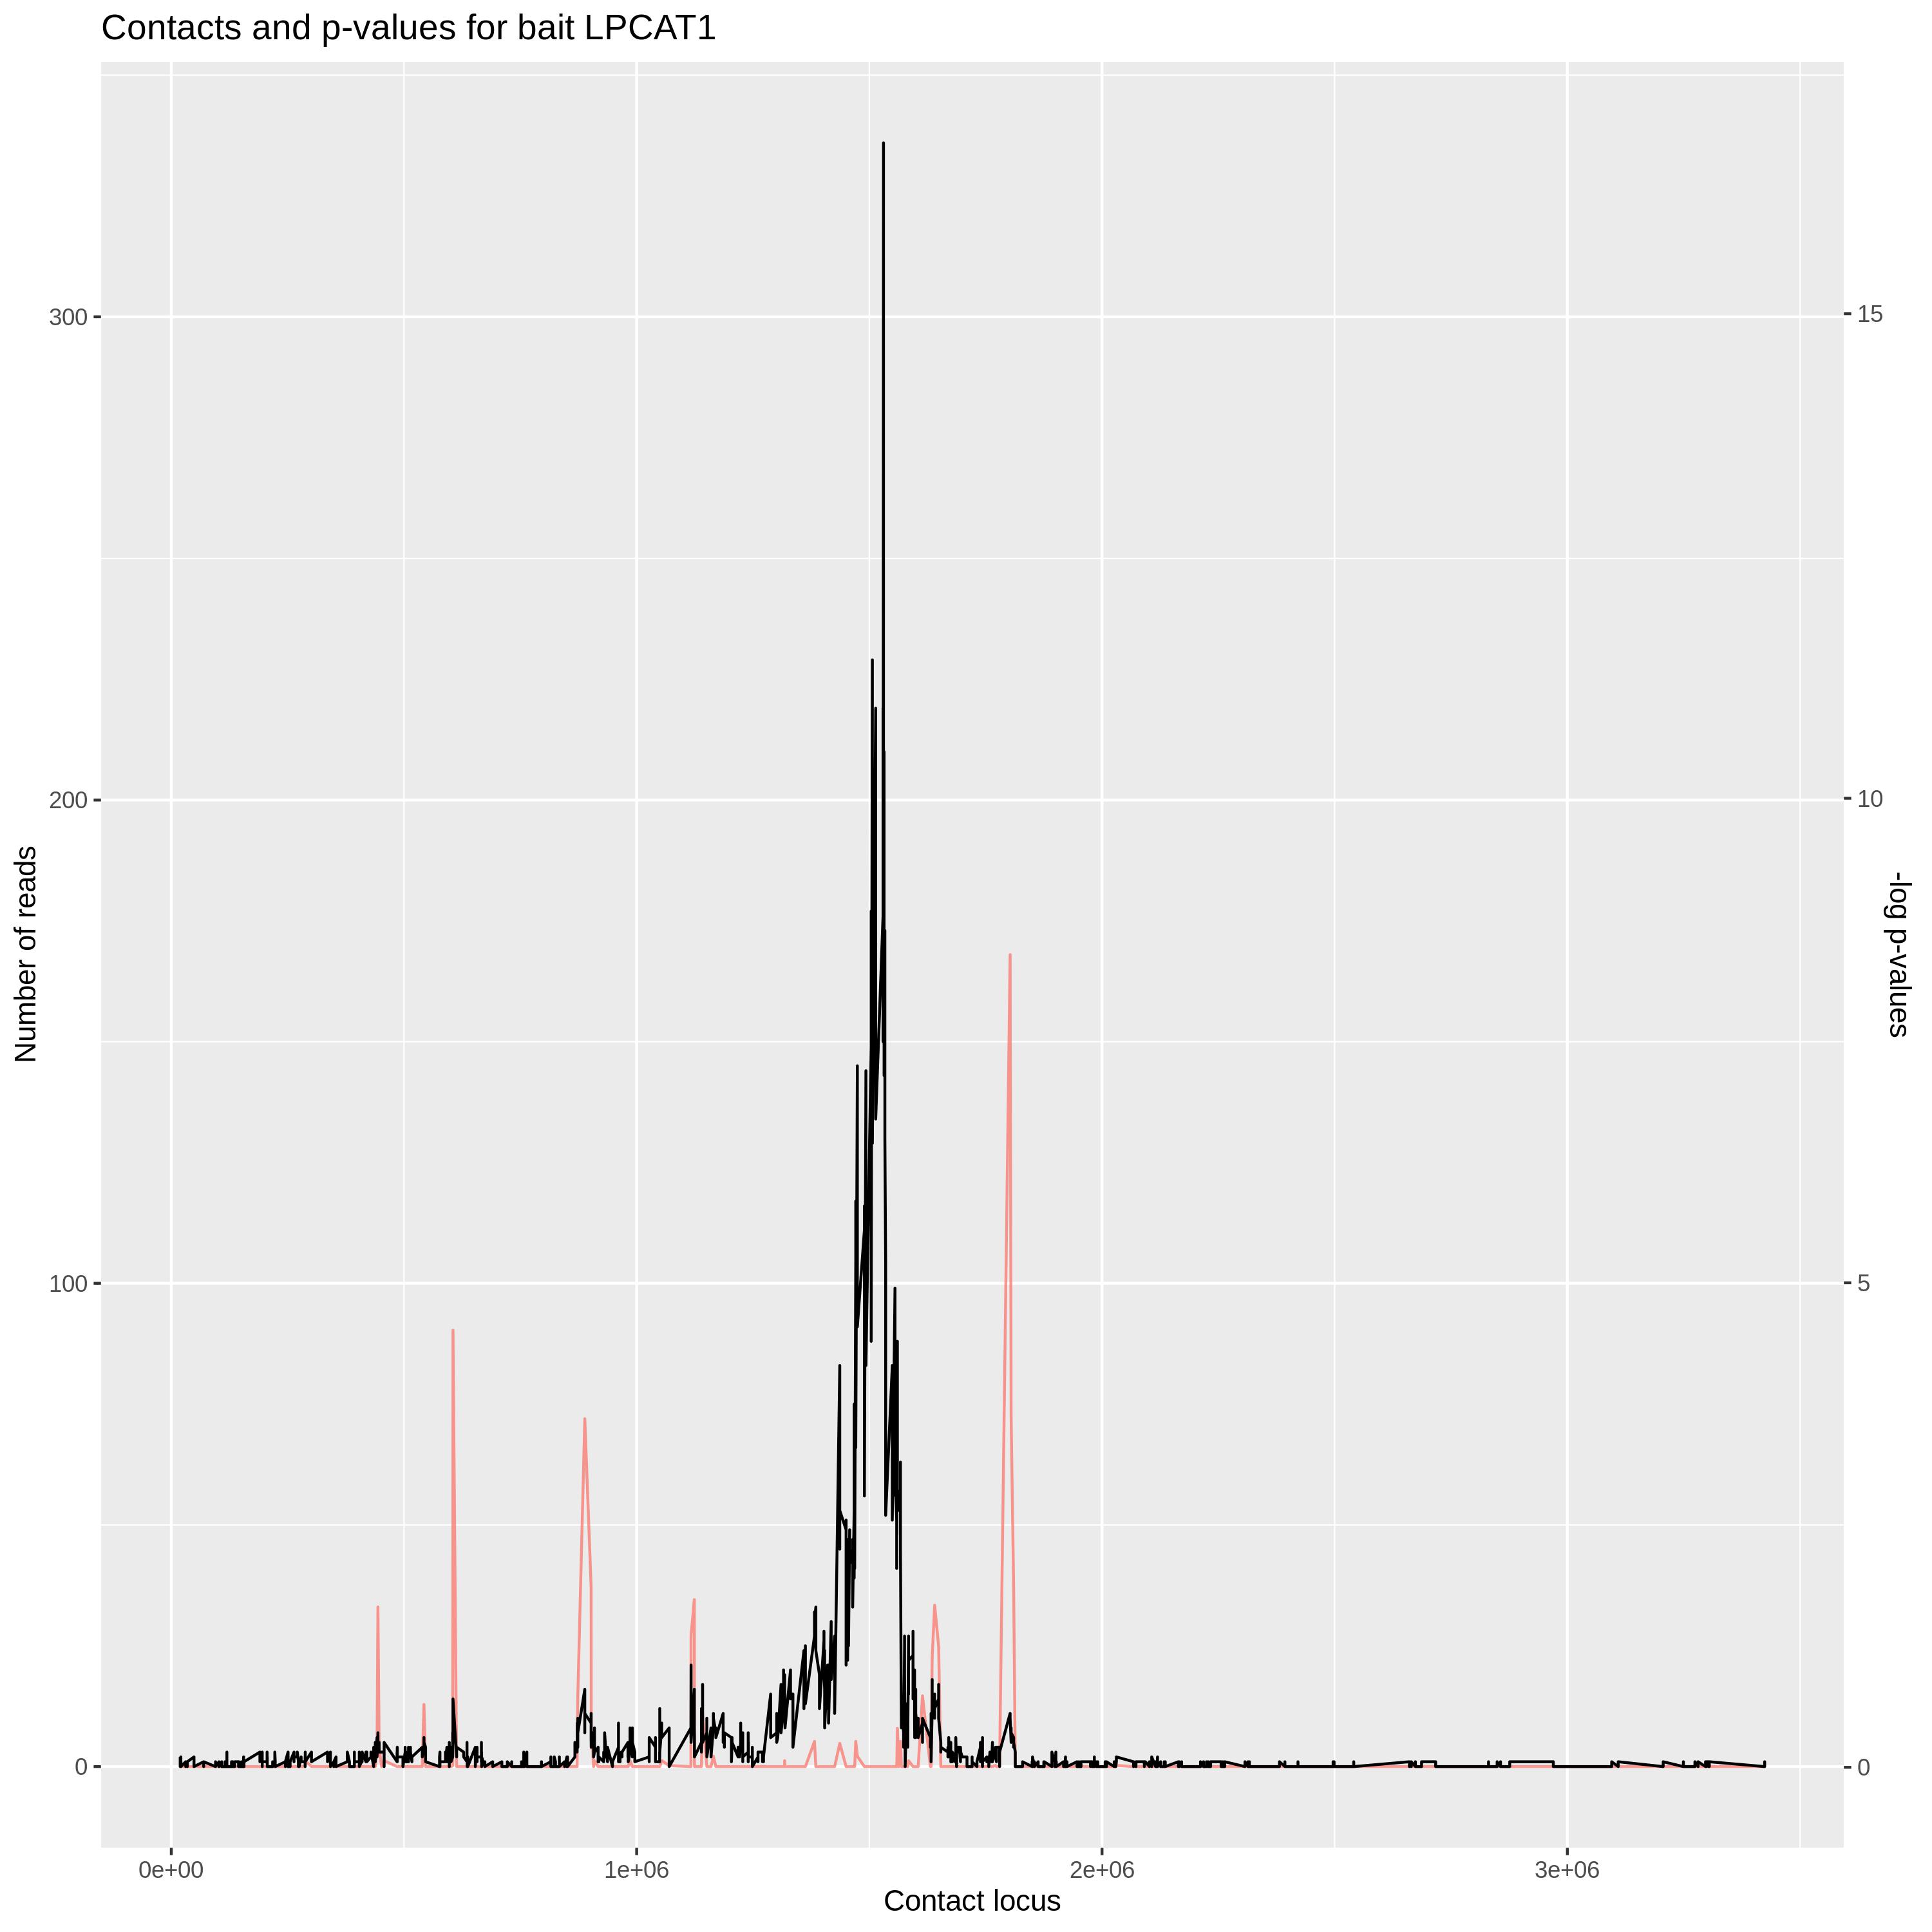 Contacts and p-values for bait LPCAT1
Number of reads
300
200
100
0
15
10
5
0
-log p-values
0e+00
1e+06
2e+06
3e+06
Contact locus